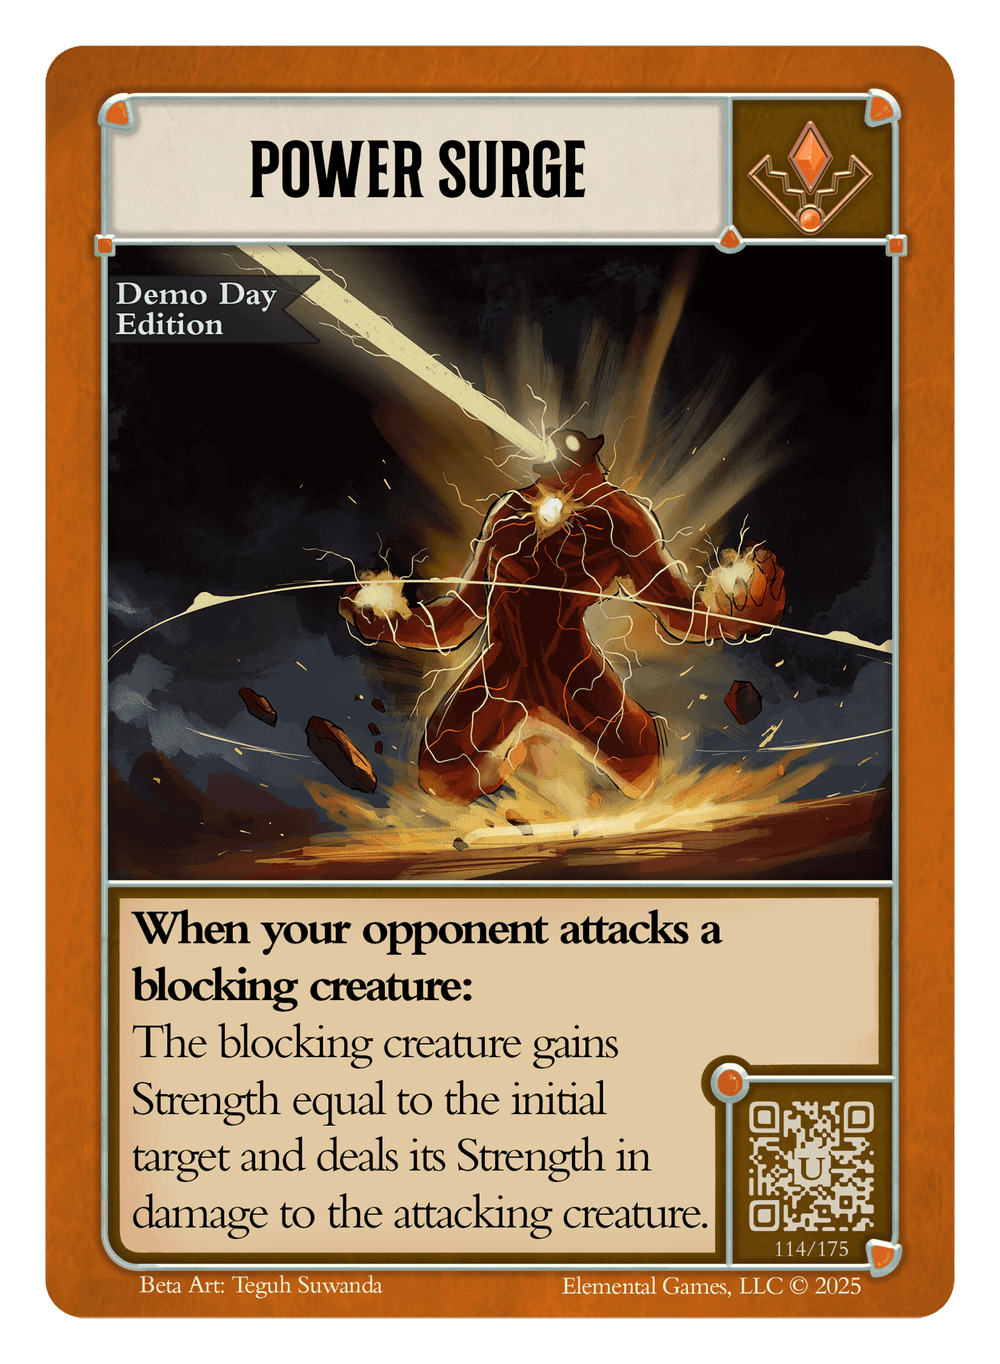 POWER SURGE
Demo Day
Edition
When your opponent attacks a
blocking creature:
The blocking creature gains
Strength equal to the initial
target and deals its Strength in
damage to the attacking creature.
U
114/175
Beta Art: Teguh Suwanda
Elemental Games, LLC © 2025